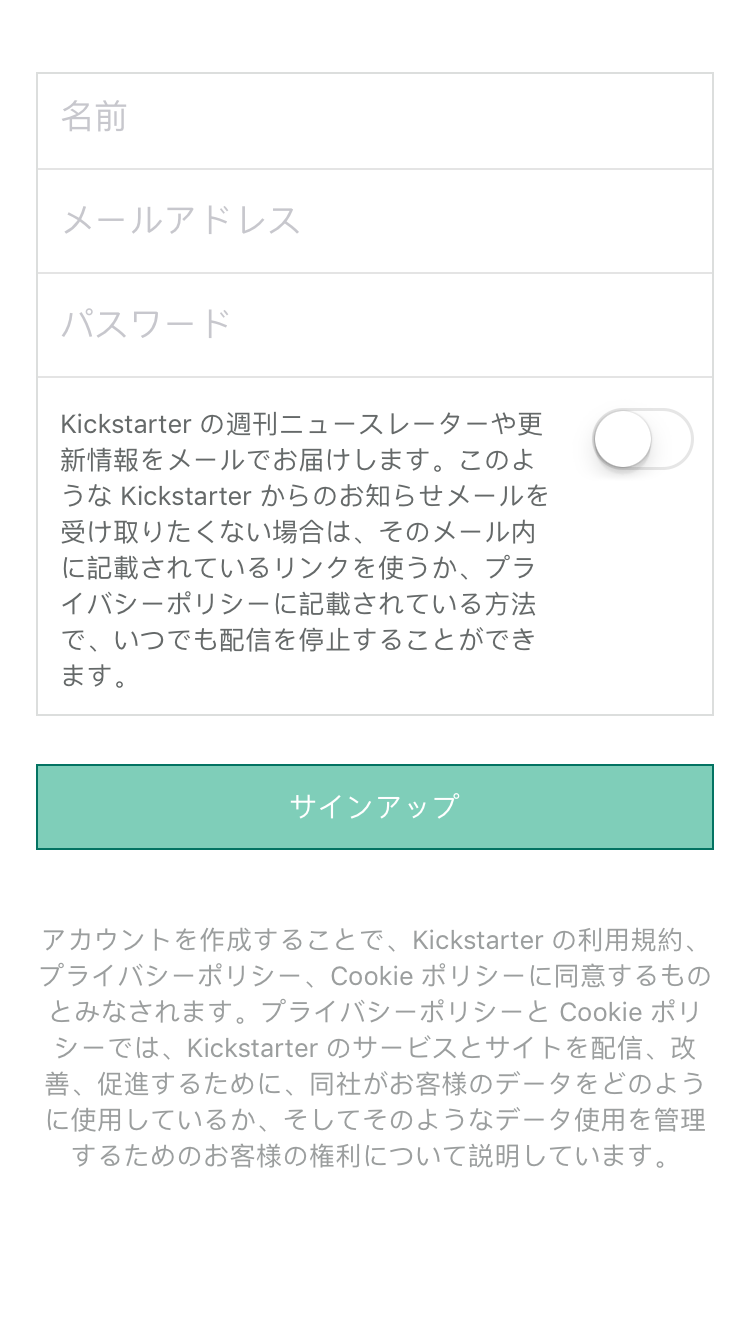 名前
メールアドレス
パスワード
Kickstarter の週刊ニュースレーターや更
新情報をメールでお届けします。このよ
うな Kickstarter からのお知らせメールを
受け取りたくない場合は、そのメール内
に記載されているリンクを使うか、プラ
イバシーポリシーに記載されている方法
で、いつでも配信を停止することができ
ます。
サインアップ
アカウントを作成することで、Kickstarter の利用規約、
プライバシーポリシー、Cookie ポリシーに同意するもの
とみなされます。プライバシーポリシーと Cookie ポリ
シーでは、Kickstarter のサービスとサイトを配信、改
善、促進するために、同社がお客様のデータをどのよう
に使用しているか、そしてそのようなデータ使用を管理
するためのお客様の権利について説明しています。